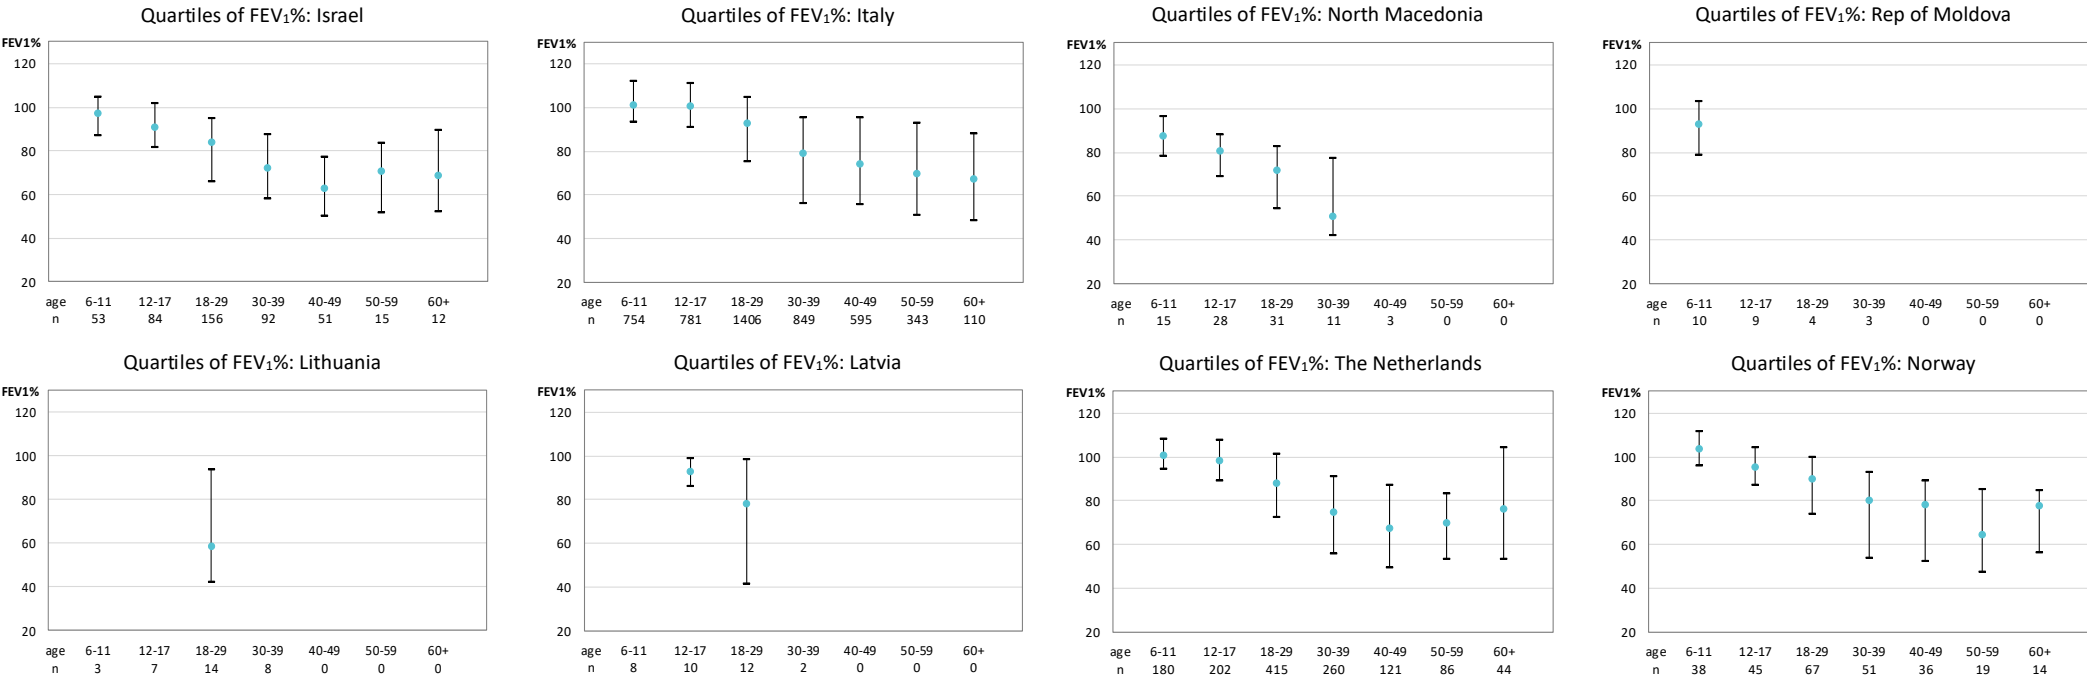 Quartiles of FEV₁%: Israel
FEV1%
120
100
80
60
40
20
age 6-11 12-17 18-29 30-39 40-49 50-59 60+
n 53 84 156 92 51 15 12
Quartiles of FEV₁%: Italy
FEV1%
120
100
80
60
40
20
age 6-11 12-17 18-29 30-39 40-49 50-59 60+
n 754 781 1406 849 595 343 110
Quartiles of FEV₁%: North Macedonia
FEV1%
120
100
80
60
40
20
age 6-11 12-17 18-29 30-39 40-49 50-59 60+
n 15 28 31 11 3 0 0
Quartiles of FEV₁%: Rep of Moldova
FEV1%
120
100
80
60
40
20
age 6-11 12-17 18-29 30-39 40-49 50-59 60+
n 10 9 4 3 0 0 0
Quartiles of FEV₁%: Lithuania
FEV1%
120
100
80
60
40
20
age 6-11 12-17 18-29 30-39 40-49 50-59 60+
n 3 7 14 8 0 0 0
Quartiles of FEV₁%: Latvia
FEV1%
120
100
80
60
40
20
age 6-11 12-17 18-29 30-39 40-49 50-59 60+
n 8 10 12 2 0 0 0
Quartiles of FEV₁%: The Netherlands
FEV1%
120
100
80
60
40
20
age 6-11 12-17 18-29 30-39 40-49 50-59 60+
n 180 202 415 260 121 86 44
Quartiles of FEV₁%: Norway
FEV1%
120
100
80
60
40
20
age 6-11 12-17 18-29 30-39 40-49 50-59 60+
n 38 45 67 51 36 19 14